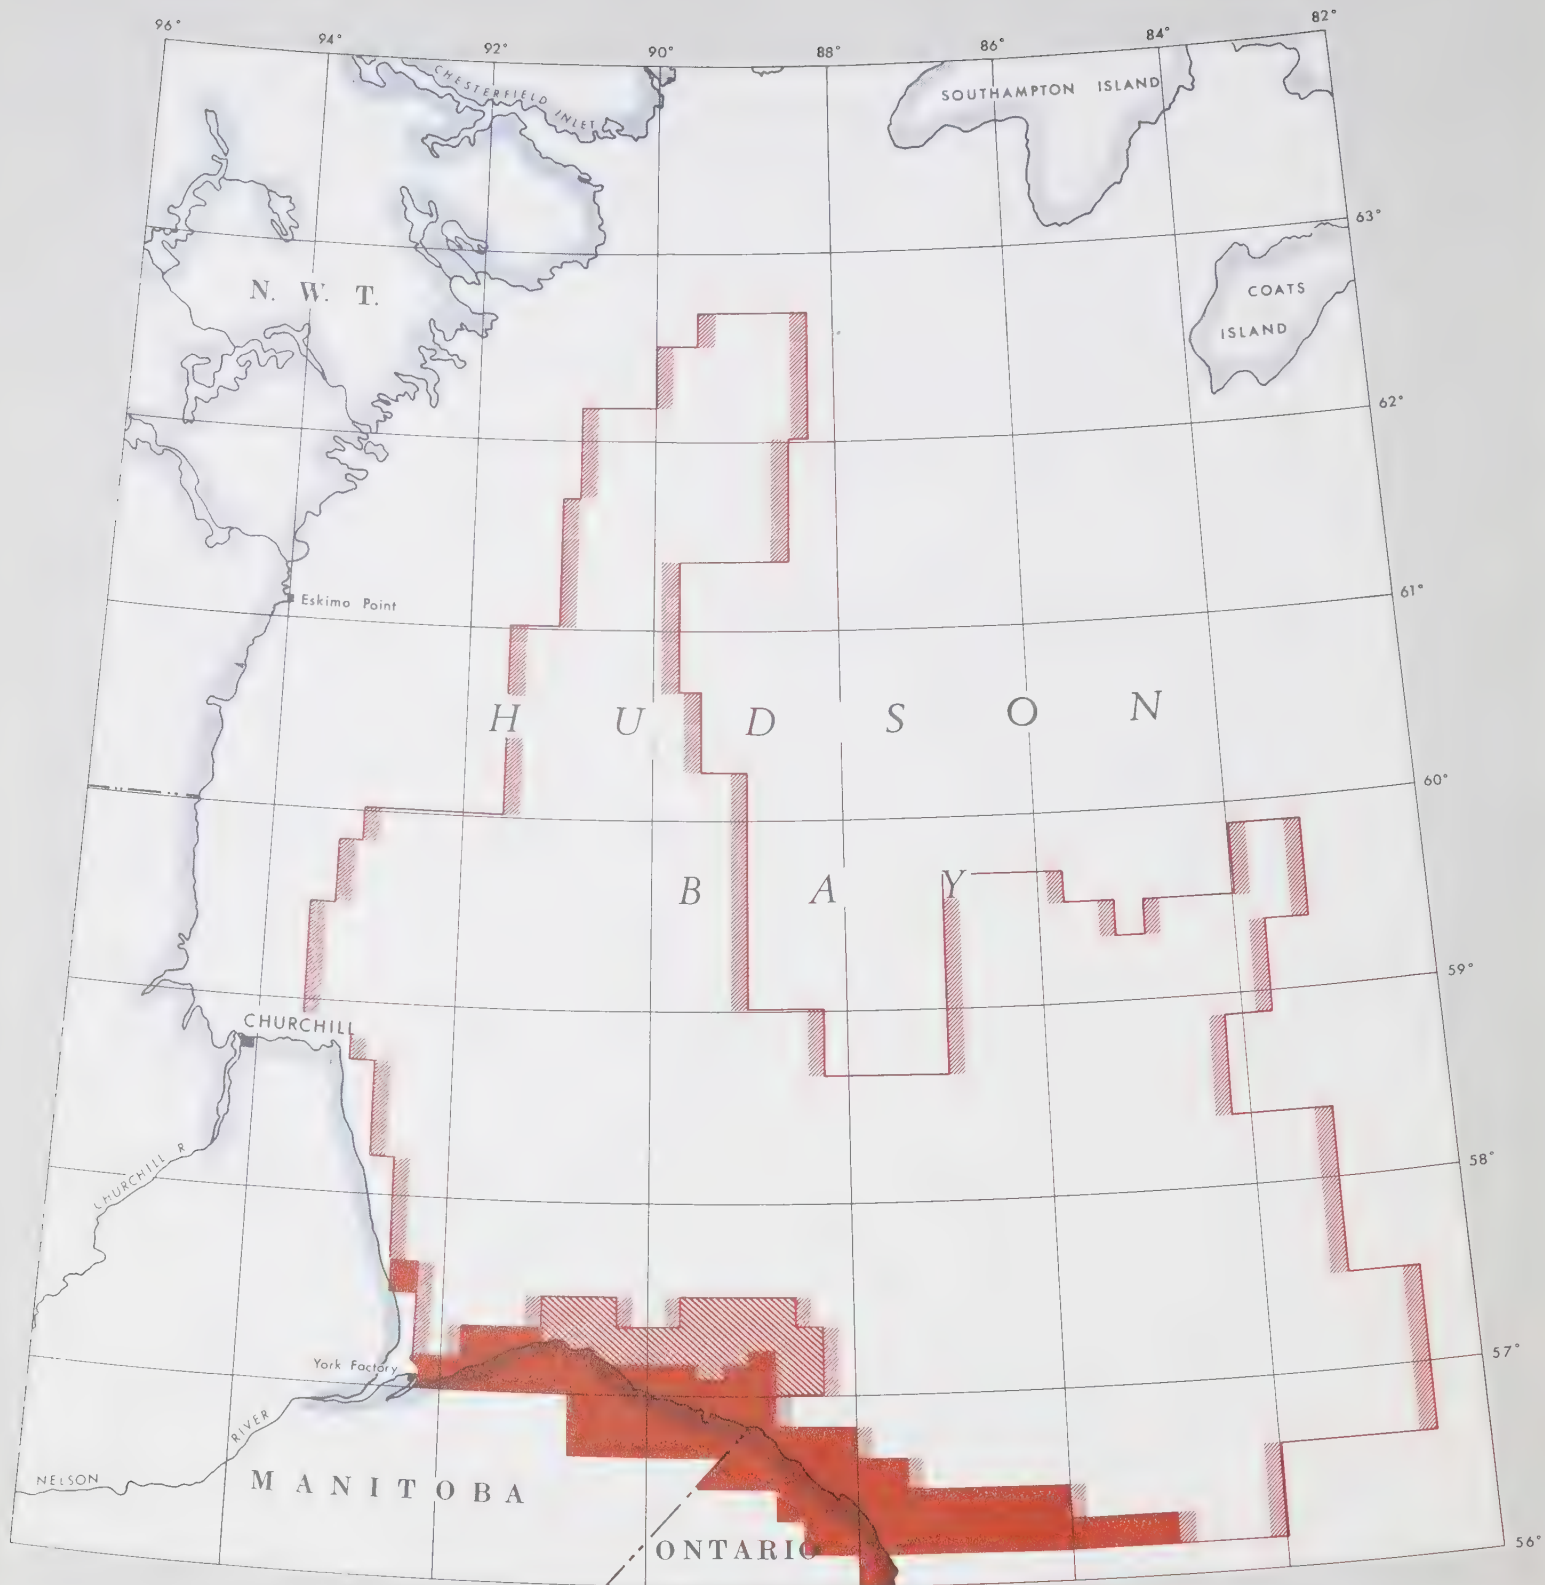 96°
94°
92°
90°
88°
86°
84°
82°
CHESTERFIELD INLET
SOUTHAMPTON ISLAND
63°
N. W. T.
COATS
ISLAND
62°
61°
Eskimo Point
H U D S O N
60°
B A Y
59°
CHURCHILL
CHURCHILL R
58°
57°
York Factory
RIVER
NELSON
MANITOBA
ONTARIO
56°